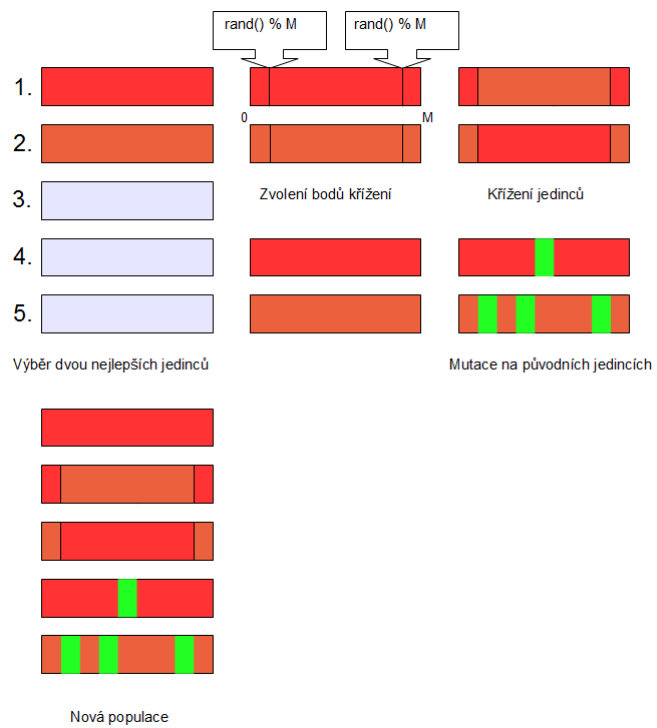 rand() % M
rand() % M
1.
0
M
2.
3.
Zvolení bodů křížení
Křížení jedinců
4.
5.
Výběr dvou nejlepších jedinců
Mutace na původních jedincích
Nová populace